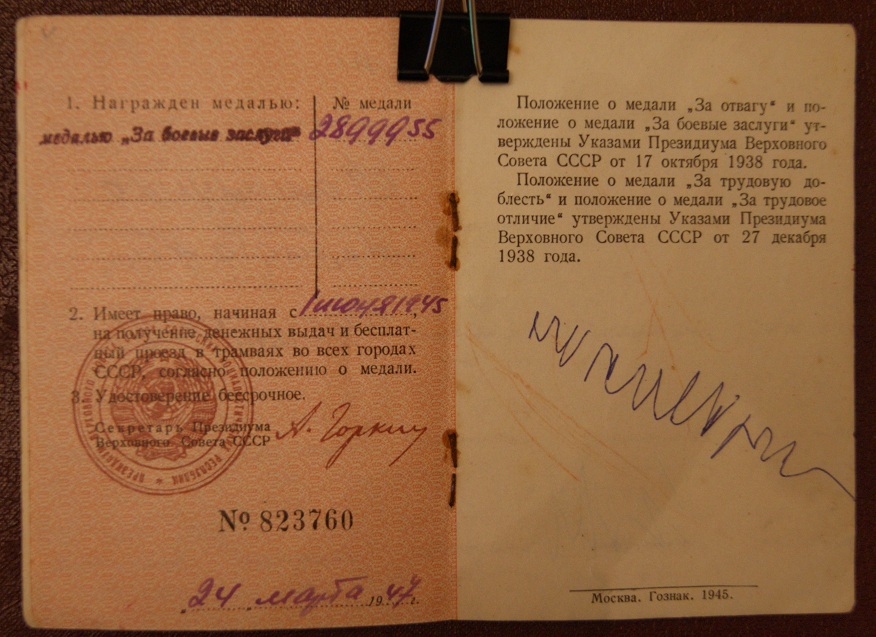 1. Награжден медалью: № медали
медалью „За боевые заслуги“ 2899955
2. Имеет право, начиная с 1 июля 1945,
на получение денежных выдач и бесплат-
ный проезд в трамваях во всех городах
СССР, согласно положению о медали.
3. Удостоверение бессрочное.
Секретарь Президиума
Верховного Совета СССР А. Горкин
№ 823760
24 марта 1947 г.
Положение о медали „За отвагу“ и по-
ложение о медали „За боевые заслуги“ ут-
верждены Указами Президиума Верховного
Совета СССР от 17 октября 1938 года.
Положение о медали „За трудовую до-
блесть“ и положение о медали „За трудовое
отличие“ утверждены Указами Президиума
Верховного Совета СССР от 27 декабря
1938 года.
Москва. Гознак. 1945.